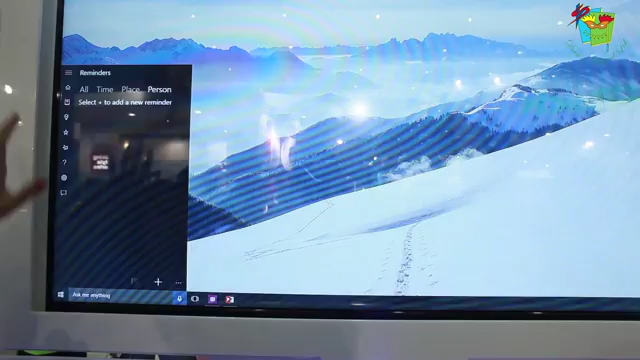 Reminders
All Time Place Person
Select + to add a new reminder
Ask me anything